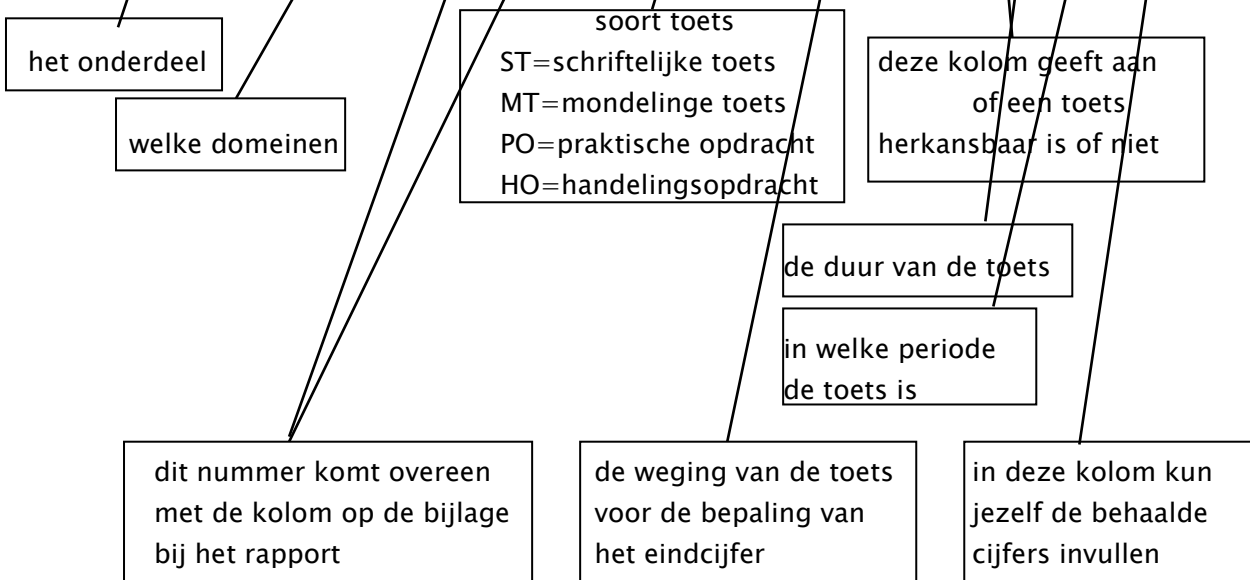 het onderdeel
welke domeinen
soort toets
ST=schriftelijke toets
MT=mondelinge toets
PO=praktische opdracht
HO=handelingsopdracht
deze kolom geeft aan
of een toets
herkansbaar is of niet
de duur van de toets
in welke periode
de toets is
dit nummer komt overeen
met de kolom op de bijlage
bij het rapport
de weging van de toets
voor de bepaling van
het eindcijfer
in deze kolom kun
jezelf de behaalde
cijfers invullen